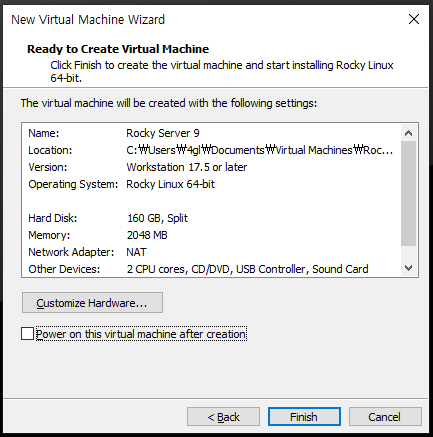 New Virtual Machine Wizard
Ready to Create Virtual Machine
Click Finish to create the virtual machine and start installing Rocky Linux
64-bit.
The virtual machine will be created with the following settings:
Name: Rocky Server 9
Location: C:₩Users₩4gl₩Documents₩Virtual Machines₩Roc...
Version: Workstation 17.5 or later
Operating System: Rocky Linux 64-bit
Hard Disk: 160 GB, Split
Memory: 2048 MB
Network Adapter: NAT
Other Devices: 2 CPU cores, CD/DVD, USB Controller, Sound Card
Customize Hardware...
Power on this virtual machine after creation
< Back Finish Cancel